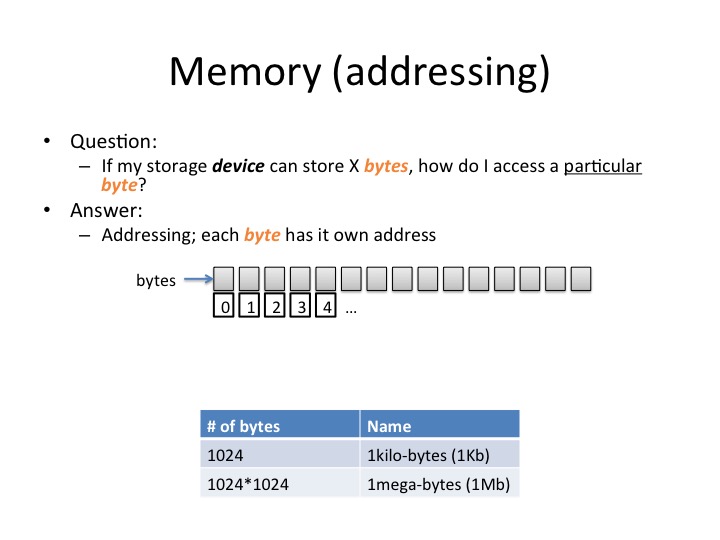 Memory (addressing)
• Question:
– If my storage device can store X bytes, how do I access a particular
byte?
• Answer:
– Addressing; each byte has it own address
bytes
0 1 2 3 4 ...
# of bytes Name
1024 1kilo-bytes (1Kb)
1024*1024 1mega-bytes (1Mb)